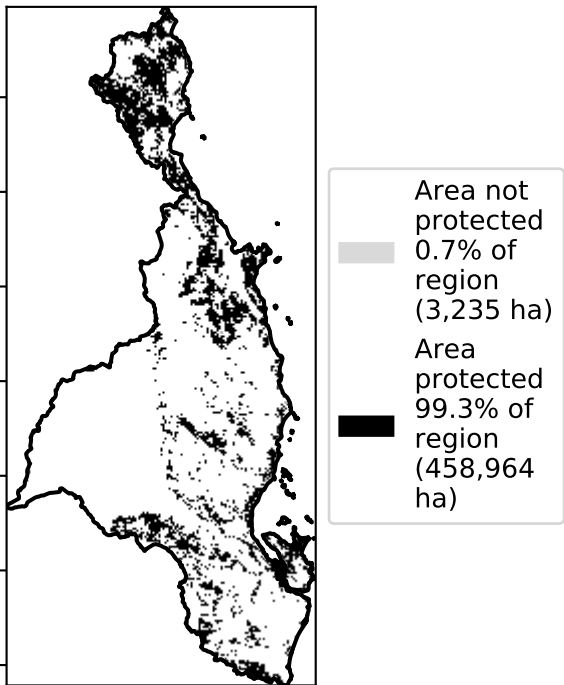 Area not
protected
0.7% of
region
(3,235 ha)
Area
protected
99.3% of
region
(458,964
ha)